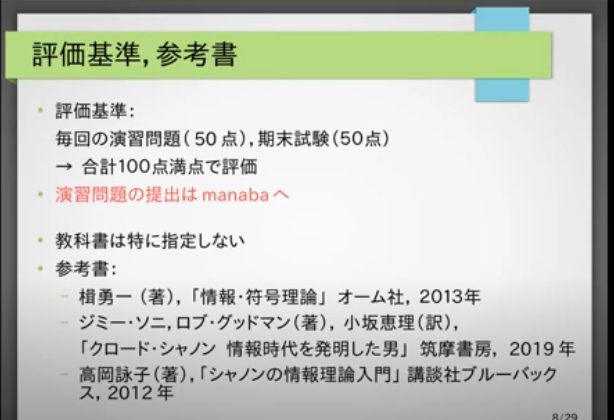 評価基準，参考書
• 評価基準：
毎回の演習問題（50点），期末試験（50点）
→ 合計100点満点で評価
• 演習問題の提出は manaba へ
• 教科書は特に指定しない
• 参考書：
– 楫勇一（著），「情報・符号理論」 オーム社，2013年
– ジミー・ソニ，ロブ・グッドマン（著），小坂恵理（訳），
「クロード・シャノン 情報時代を発明した男」 筑摩書房，2019 年
– 高岡詠子（著），「シャノンの情報理論入門」 講談社ブルーバック
ス，2012 年
8/29